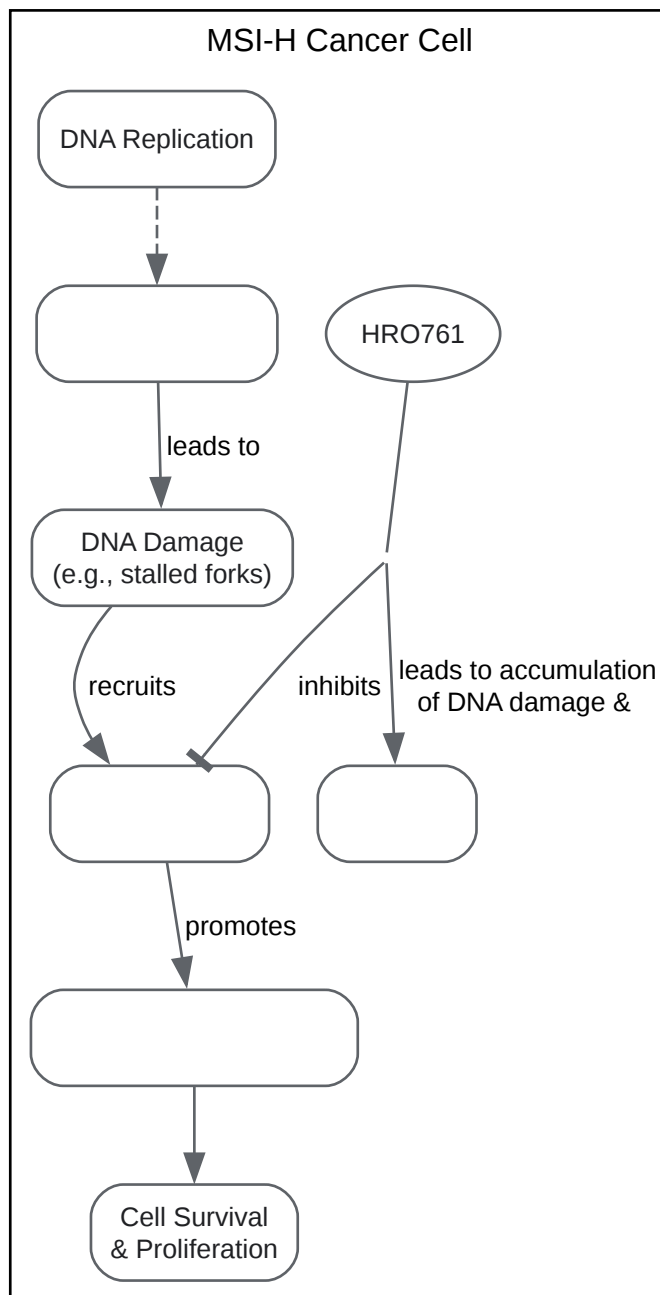 MSI-H Cancer Cell
DNA Replication
HRO761
leads to
DNA Damage
(e.g., stalled forks)
recruits
inhibits
leads to accumulation
of DNA damage &
promotes
Cell Survival
& Proliferation